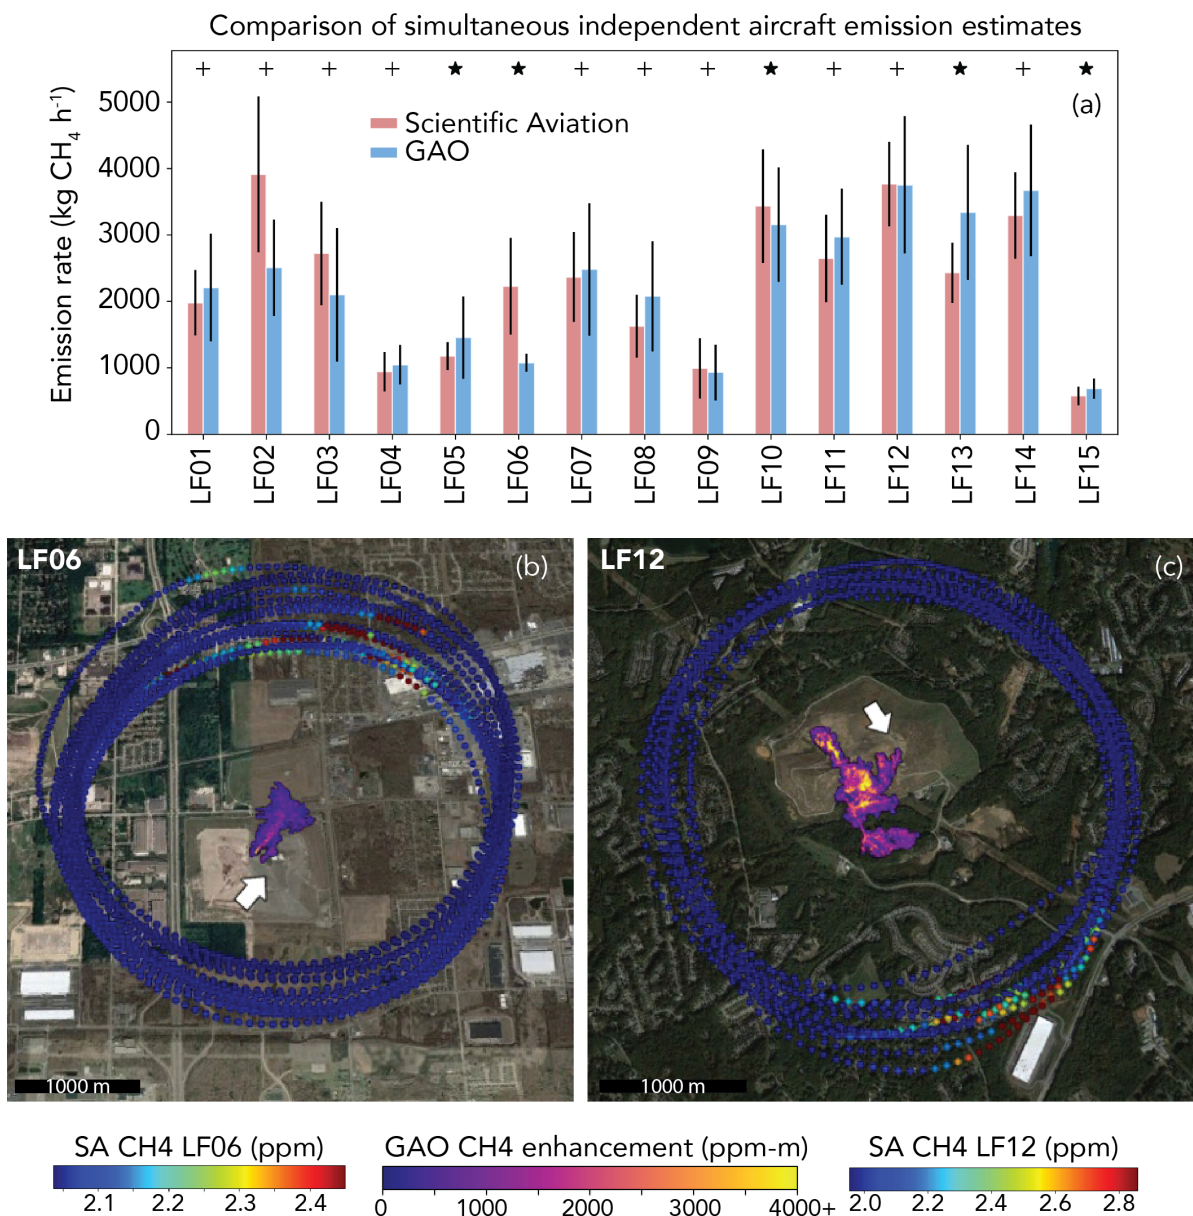 Comparison of simultaneous independent aircraft emission estimates
(a)
Emission rate (kg CH4 h-1)
5000
4000
3000
2000
1000
0
Scientific Aviation
GAO
LF01 LF02 LF03 LF04 LF05 LF06 LF07 LF08 LF09 LF10 LF11 LF12 LF13 LF14 LF15
LF06
(b)
1000 m
LF12
(c)
1000 m
SA CH4 LF06 (ppm)
2.1 2.2 2.3 2.4
GAO CH4 enhancement (ppm-m)
0 1000 2000 3000 4000+
SA CH4 LF12 (ppm)
2.0 2.2 2.4 2.6 2.8